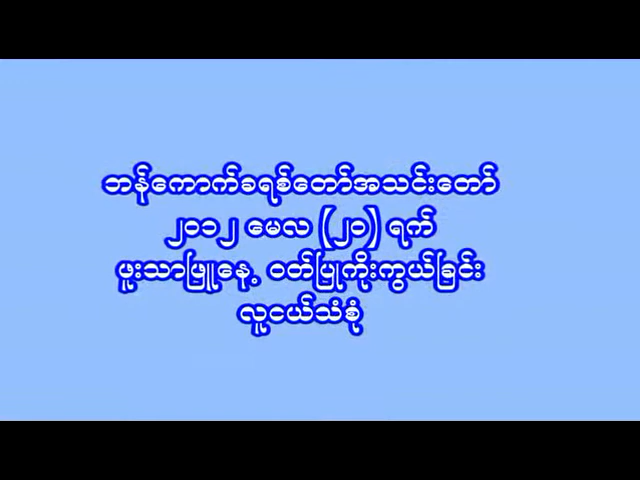 ဘန်ကောက်ခရစ်တော်အသင်းတော်
၂၀၁၂ မေလ (၂၀) ရက်
ဖူးသာဖြူနေ့ ဝတ်ပြုကိုးကွယ်ခြင်း
လူငယ်သံစုံ